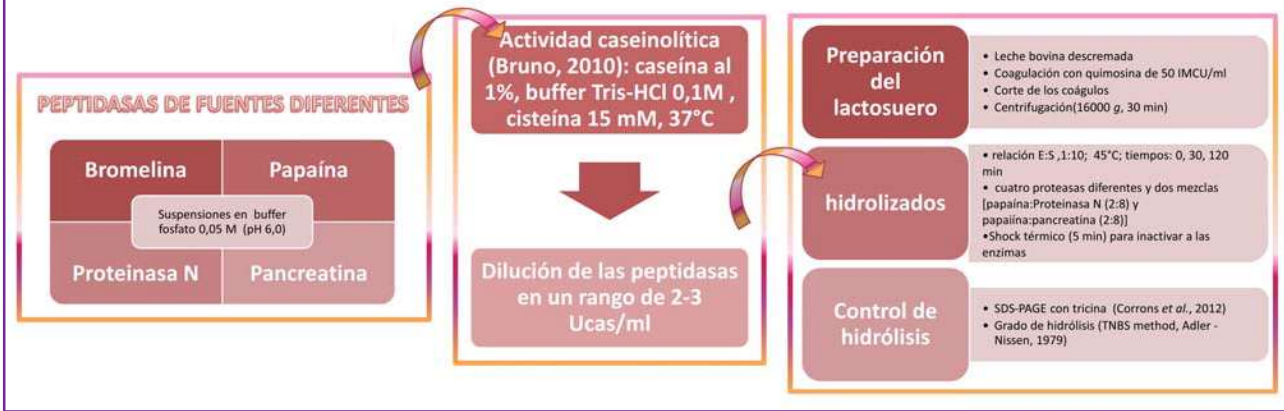 PEPTIDASAS DE FUENTES DIFERENTES
Bromelina
Papaína
Suspensiones en buffer
fosfato 0,05 M (pH 6,0)
Proteinasa N
Pancreatina
Actividad caseinolítica
(Bruno, 2010): caseína al
1%, buffer Tris-HCl 0,1M ,
cisteína 15 mM, 37°C
Dilución de las peptidasas
en un rango de 2-3
Ucas/ml
Preparación
del
lactosuero
• Leche bovina descremada
• Coagulación con quimosina de 50 IMCU/ml
• Corte de los coágulos
• Centrifugación(16000 g, 30 min)
hidrolizados
• relación E:S ,1:10; 45°C; tiempos: 0, 30, 120
min
• cuatro proteasas diferentes y dos mezclas
[papaína:Proteinasa N (2:8) y
papaiína:pancreatina (2:8)]
•Shock térmico (5 min) para inactivar a las
enzimas
Control de
hidrólisis
• SDS-PAGE con tricina (Corrons et al., 2012)
• Grado de hidrólisis (TNBS method, Adler -
Nissen, 1979)